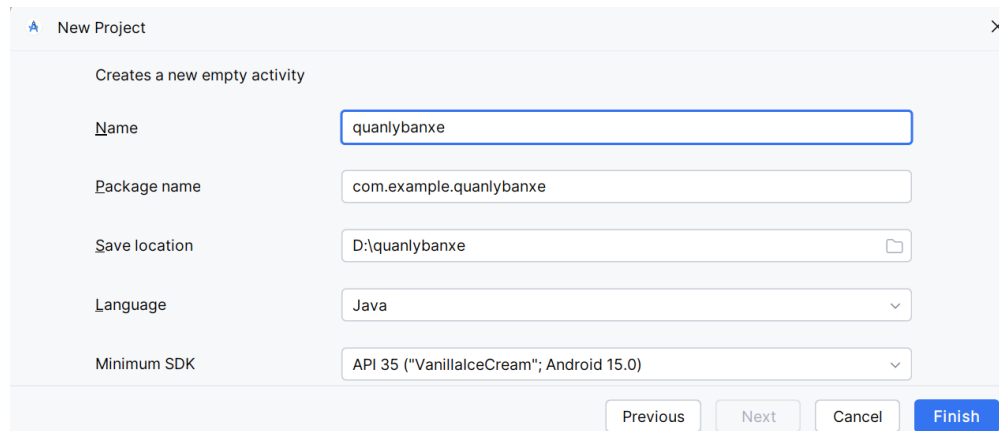 New Project
Creates a new empty activity
Name quanlybanxe
Package name com.example.quanlybanxe
Save location D:\quanlybanxe
Language Java
Minimum SDK API 35 ("VanillaIceCream"; Android 15.0)
Previous Next Cancel Finish